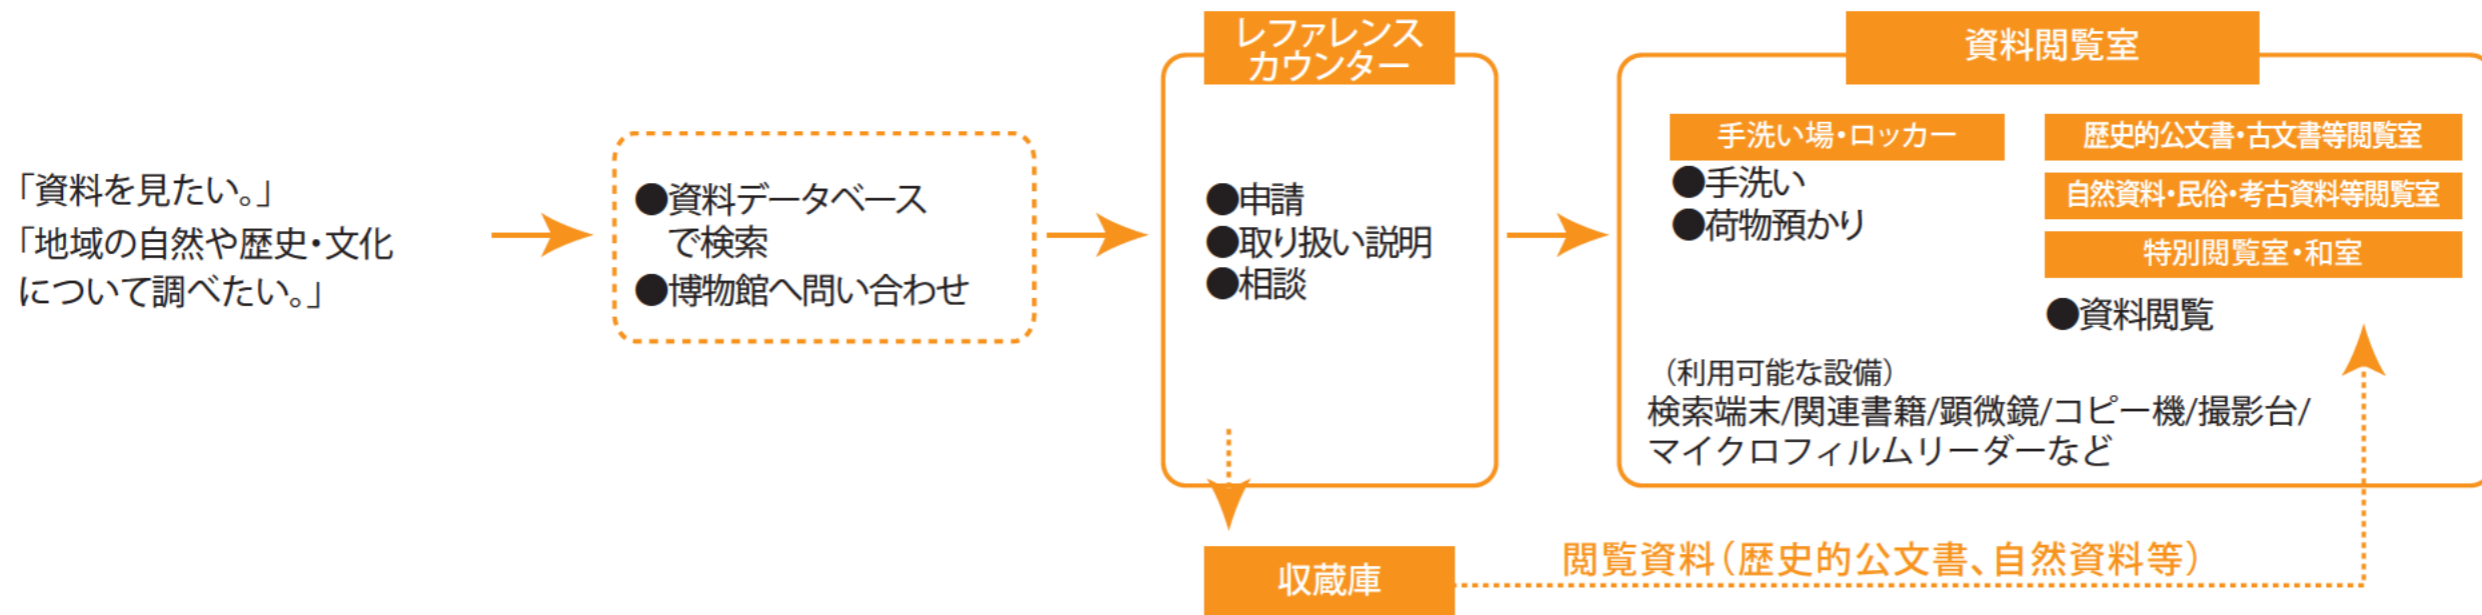 「資料を見たい。」
「地域の自然や歴史・文化
について調べたい。」
●資料データベース
で検索
●博物館へ問い合わせ
レファレンス
カウンター
●申請
●取り扱い説明
●相談
収蔵庫
資料閲覧室
手洗い場・ロッカー
●手洗い
●荷物預かり
歴史的公文書・古文書等閲覧室
自然資料・民俗・考古資料等閲覧室
特別閲覧室・和室
●資料閲覧
（利用可能な設備）
検索端末/関連書籍/顕微鏡/コピー機/撮影台/
マイクロフィルムリーダーなど
閲覧資料（歴史的公文書、自然資料等）